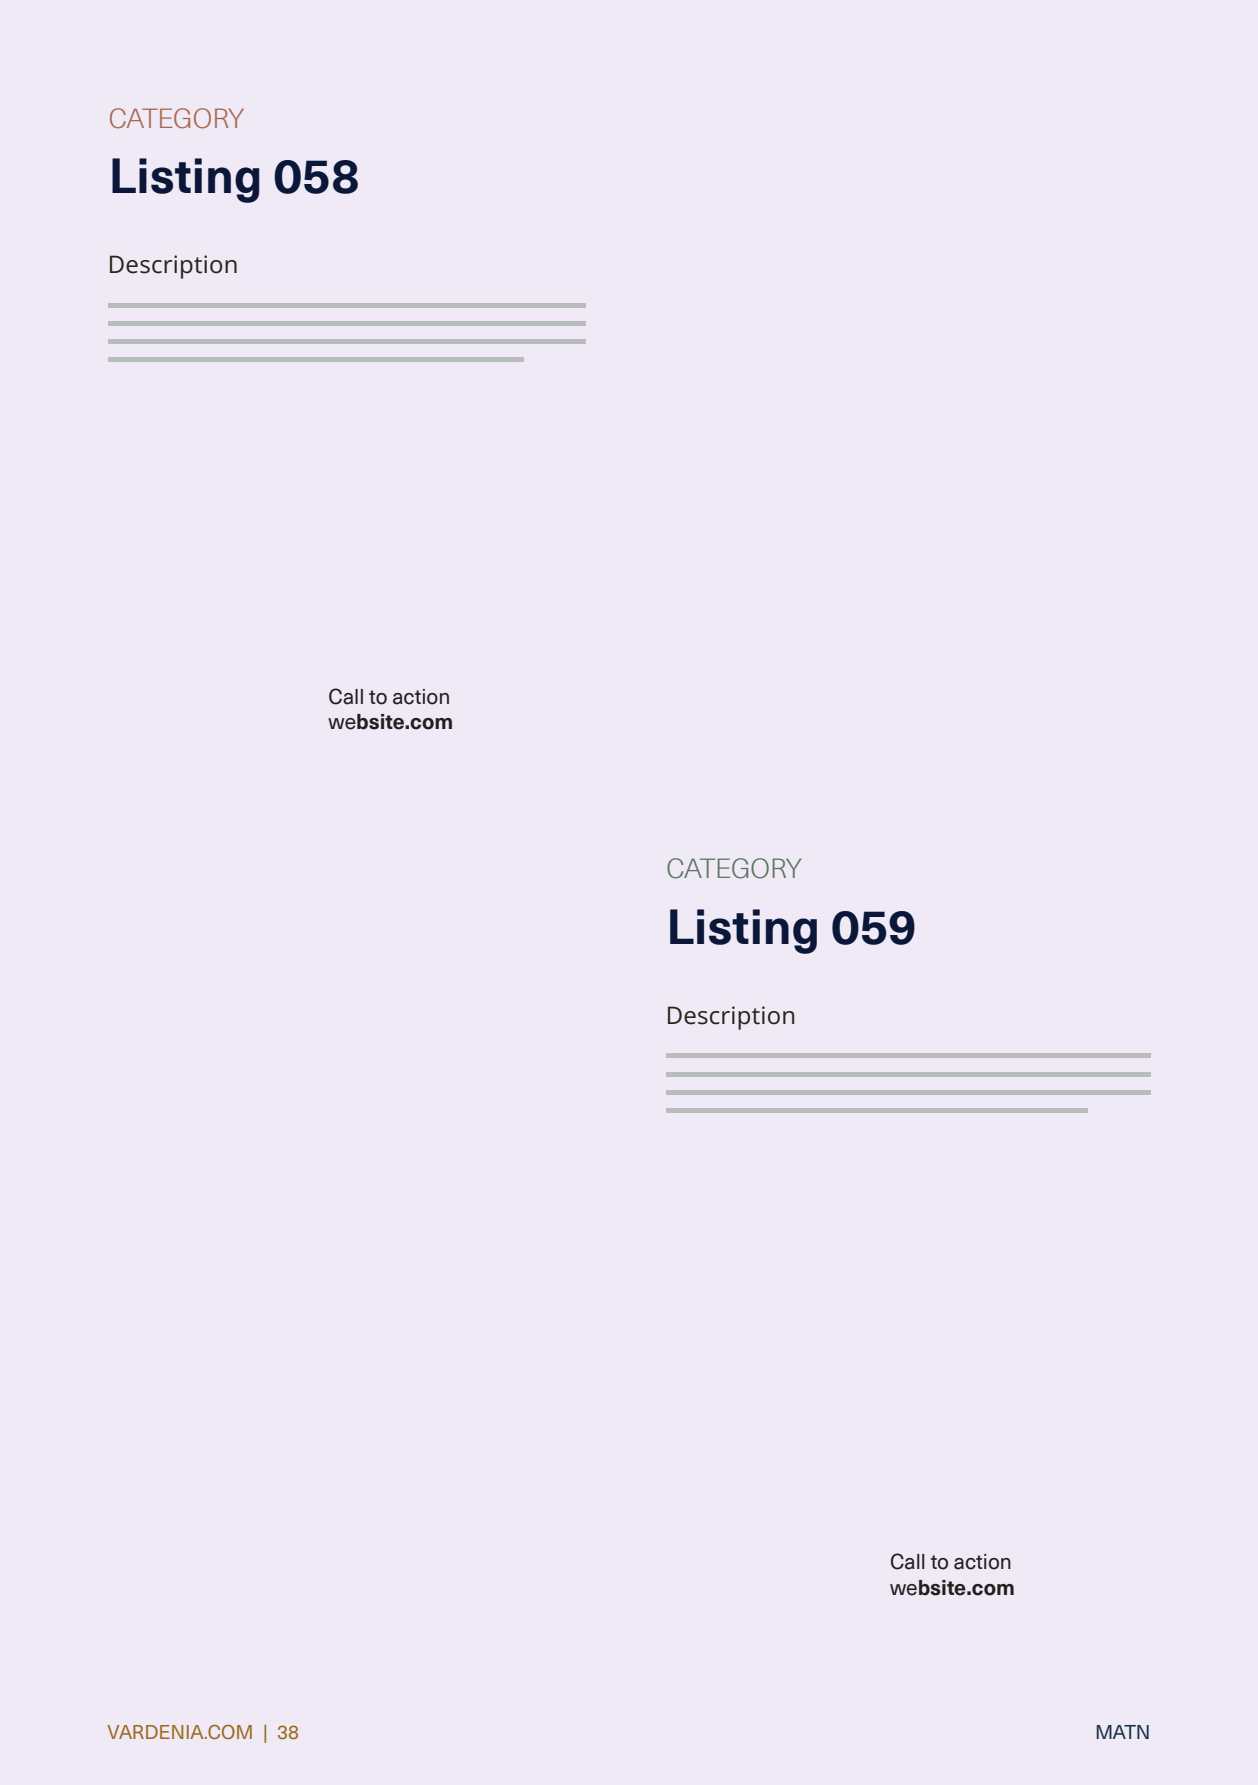 CATEGORY
Listing 058
Description
Call to action
website.com
CATEGORY
Listing 059
Description
Call to action
website.com
VARDENIA.COM | 38
MATN